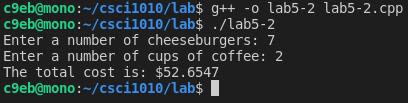 c9eb@mono:~/csci1010/lab$ g++ -o lab5-2 lab5-2.cpp
c9eb@mono:~/csci1010/lab$ ./lab5-2
Enter a number of cheeseburgers: 7
Enter a number of cups of coffee: 2
The total cost is: $52.6547
c9eb@mono:~/csci1010/lab$